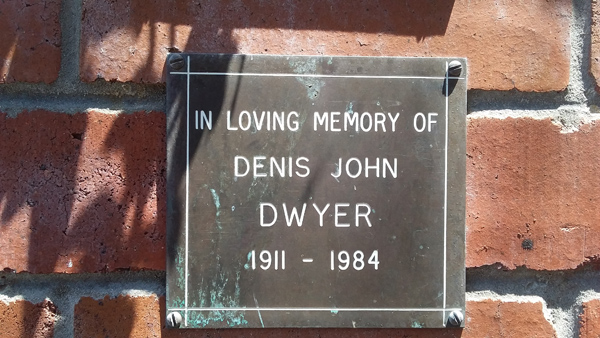 IN LOVING MEMORY OF
DENIS JOHN
DWYER
1911 - 1984